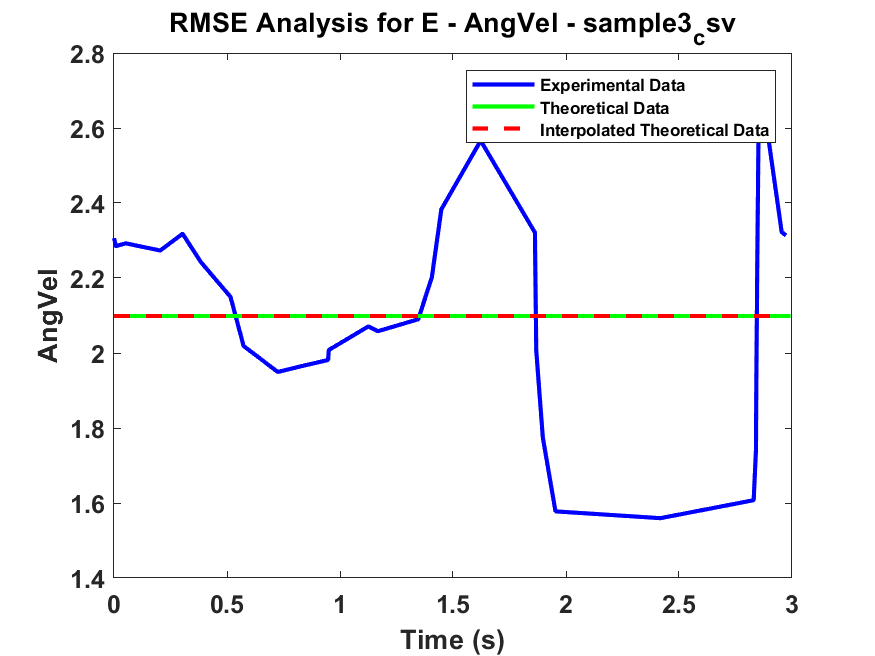 RMSE Analysis for E - AngVel - sample3_csv
2.8
2.6
2.4
2.2
2
1.8
1.6
1.4
AngVel
Experimental Data
Theoretical Data
Interpolated Theoretical Data
0 0.5 1 1.5 2 2.5 3
Time (s)